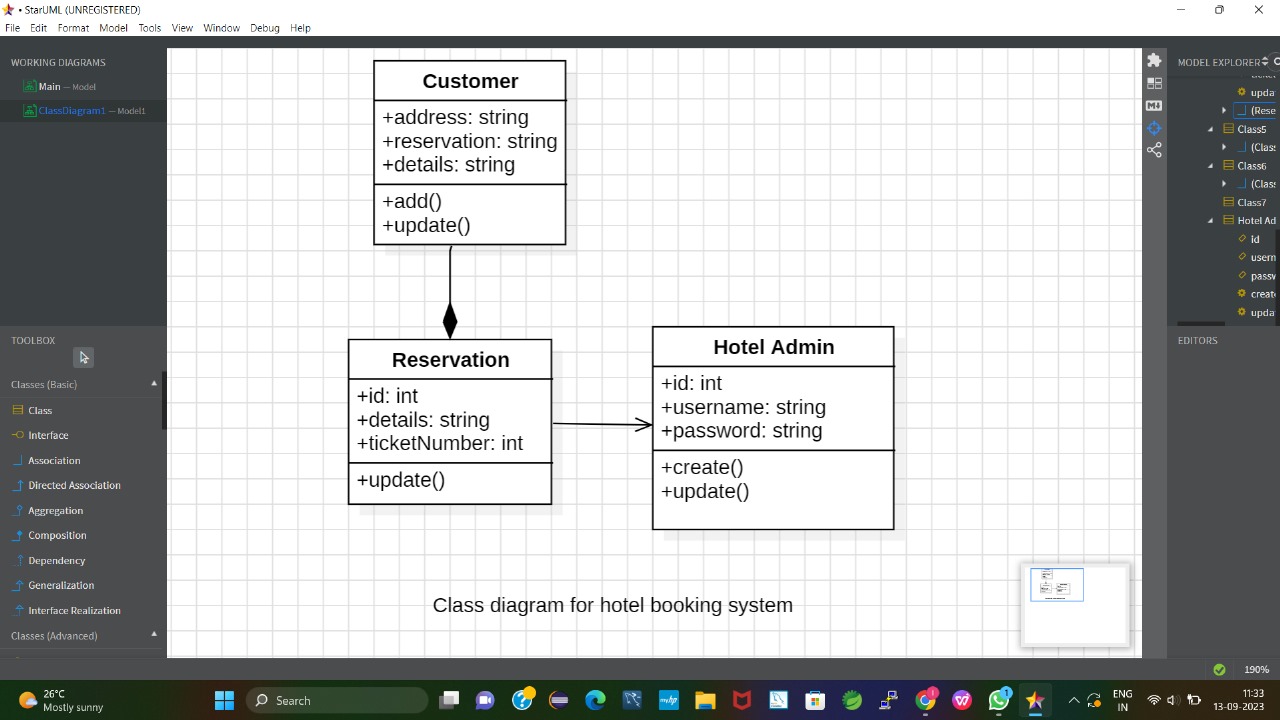 • StarUML (UNREGISTERED)
File Edit Format Model Tools View Window Debug Help
WORKING DIAGRAMS
Main — Model
ClassDiagram1 — Model1
TOOLBOX
Classes (Basic)
Class
Interface
Association
Directed Association
Aggregation
Composition
Dependency
Generalization
Interface Realization
Classes (Advanced)
Customer
+address: string
+reservation: string
+details: string
+add()
+update()
Reservation
+id: int
+details: string
+ticketNumber: int
+update()
Hotel Admin
+id: int
+username: string
+password: string
+create()
+update()
Class diagram for hotel booking system
MODEL EXPLORER
upda
(Rese
Class5
(Class
Class6
(Class
Class7
Hotel Ad
id
usern
passw
create
upda
EDITORS
190%
26°C
Mostly sunny
Search
ENG
IN
11:33
13-09-2023